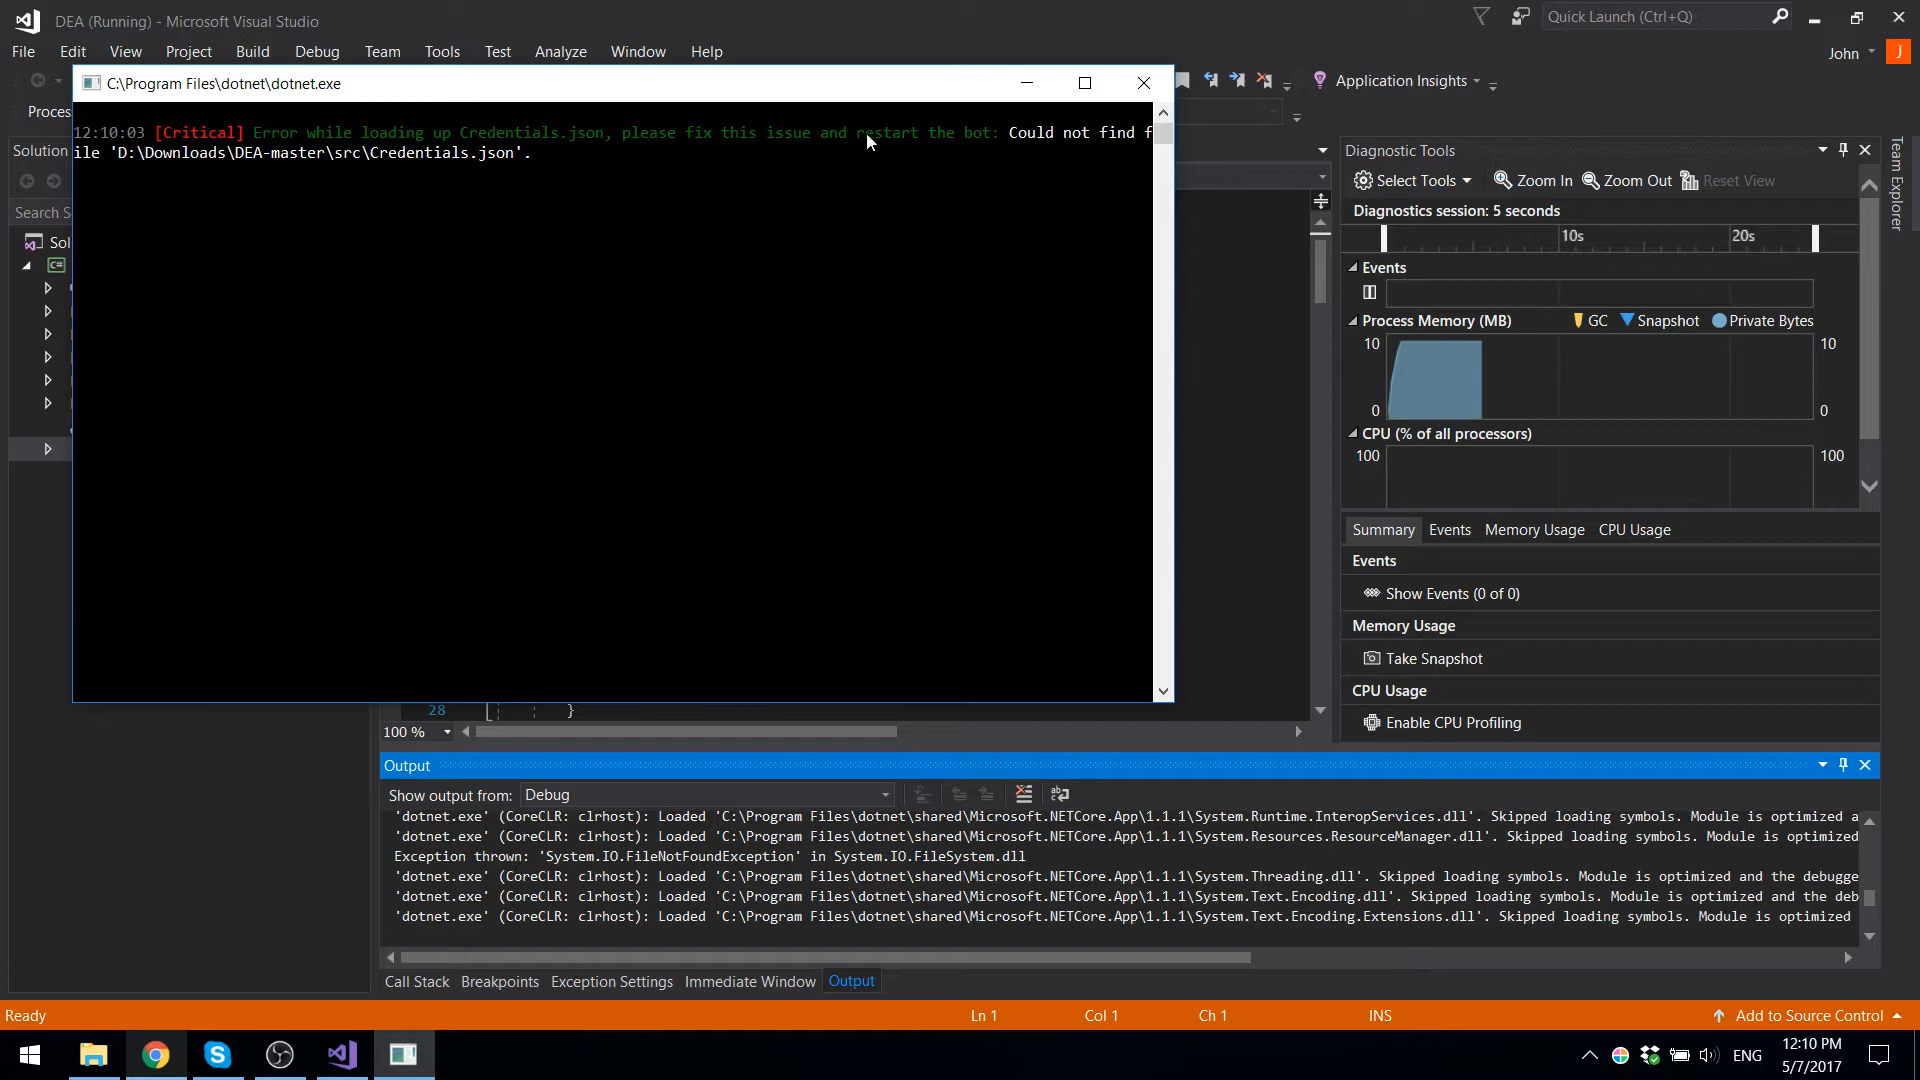 DEA (Running) - Microsoft Visual Studio
Quick Launch (Ctrl+Q)
File Edit View Project Build Debug Team Tools Test Analyze Window Help
John J
C:\Program Files\dotnet\dotnet.exe
Application Insights
Proces
12:10:03 [Critical] Error while loading up Credentials.json, please fix this issue and restart the bot: Could not find f
ile 'D:\Downloads\DEA-master\src\Credentials.json'.
Solution
Search S
Sol
C#
Diagnostic Tools
Select Tools Zoom In Zoom Out Reset View
Diagnostics session: 5 seconds
10s 20s
Events
Process Memory (MB) GC Snapshot Private Bytes
10 10
0 0
CPU (% of all processors)
100 100
Summary Events Memory Usage CPU Usage
Events
Show Events (0 of 0)
Memory Usage
Take Snapshot
CPU Usage
Enable CPU Profiling
Team Explorer
28 }
100 %
Output
Show output from: Debug
'dotnet.exe' (CoreCLR: clrhost): Loaded 'C:\Program Files\dotnet\shared\Microsoft.NETCore.App\1.1.1\System.Runtime.InteropServices.dll'. Skipped loading symbols. Module is optimized a
'dotnet.exe' (CoreCLR: clrhost): Loaded 'C:\Program Files\dotnet\shared\Microsoft.NETCore.App\1.1.1\System.Resources.ResourceManager.dll'. Skipped loading symbols. Module is optimized
Exception thrown: 'System.IO.FileNotFoundException' in System.IO.FileSystem.dll
'dotnet.exe' (CoreCLR: clrhost): Loaded 'C:\Program Files\dotnet\shared\Microsoft.NETCore.App\1.1.1\System.Threading.dll'. Skipped loading symbols. Module is optimized and the debugge
'dotnet.exe' (CoreCLR: clrhost): Loaded 'C:\Program Files\dotnet\shared\Microsoft.NETCore.App\1.1.1\System.Text.Encoding.dll'. Skipped loading symbols. Module is optimized and the deb
'dotnet.exe' (CoreCLR: clrhost): Loaded 'C:\Program Files\dotnet\shared\Microsoft.NETCore.App\1.1.1\System.Text.Encoding.Extensions.dll'. Skipped loading symbols. Module is optimized
Call Stack Breakpoints Exception Settings Immediate Window Output
Ready Ln 1 Col 1 Ch 1 INS Add to Source Control
ENG 12:10 PM
5/7/2017